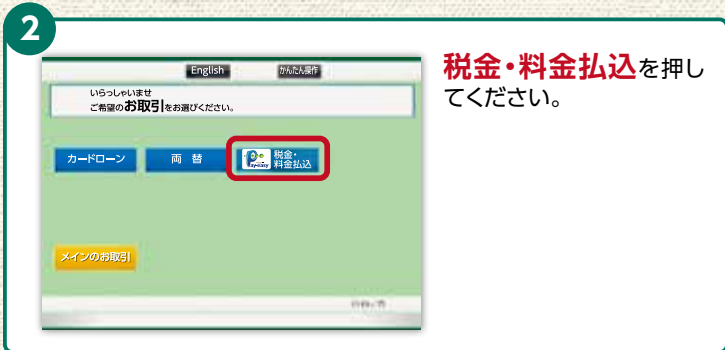 2
English かんたん操作
いらっしゃいませ
ご希望のお取引をお選びください。
カードローン 両 替 Pay-easy 税金・
料金払込
メインのお取引
税金・料金払込を押し
てください。